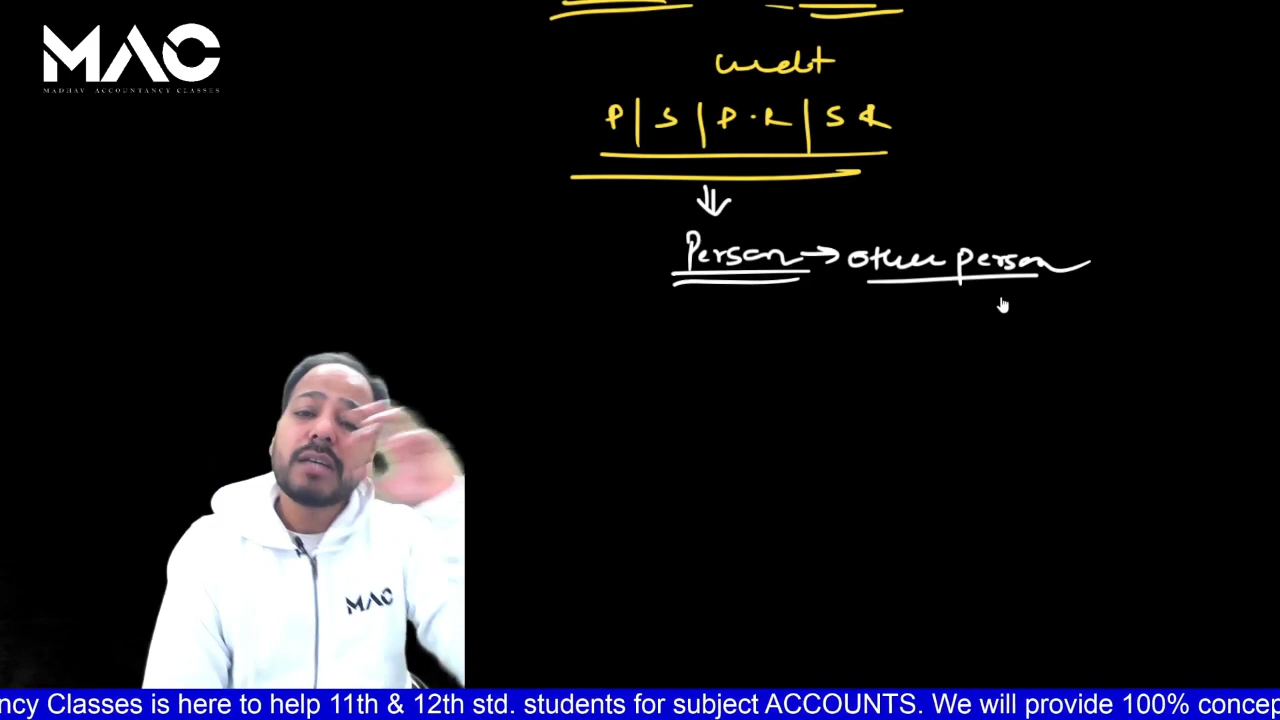 MAC
MADHAV ACCOUNTANCY CLASSES
credit
P | S | P.R | S R
Person → other person
MAC
ncy Classes is here to help 11th & 12th std. students for subject ACCOUNTS. We will provide 100% concep